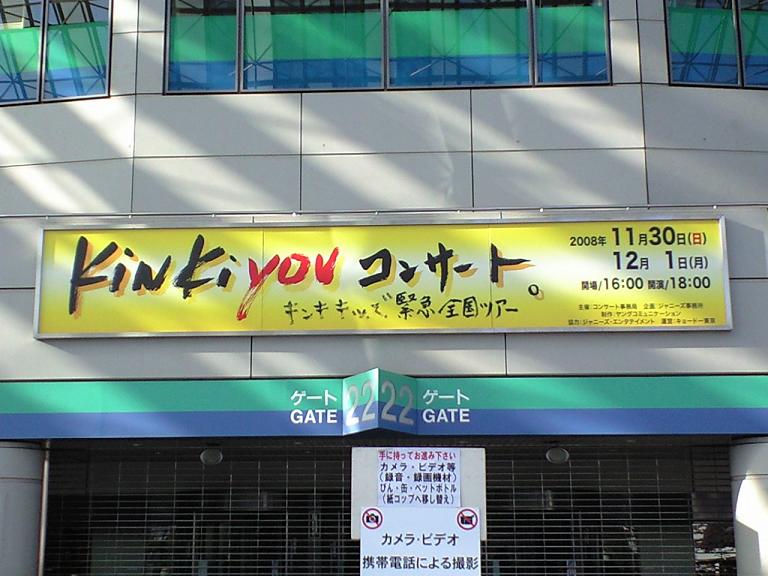 KinKi you コンサート。
キンキキッズ 緊急全国ツアー
2008年 11月30日(日)
12月 1日(月)
開場/16:00 開演/18:00
主催:コンサート事務局 企画:ジャニーズ事務所
制作:ヤングコミュニケーション
協力:ジャニーズ・エンタテイメント 運営:キョードー東京
ゲート 22 22 ゲート
GATE GATE
手に持ってお進み下さい
カメラ・ビデオ等
(録音・録画機材)
びん・缶・ペットボトル
(紙コップへ移し替え)
カメラ・ビデオ
携帯電話による撮影